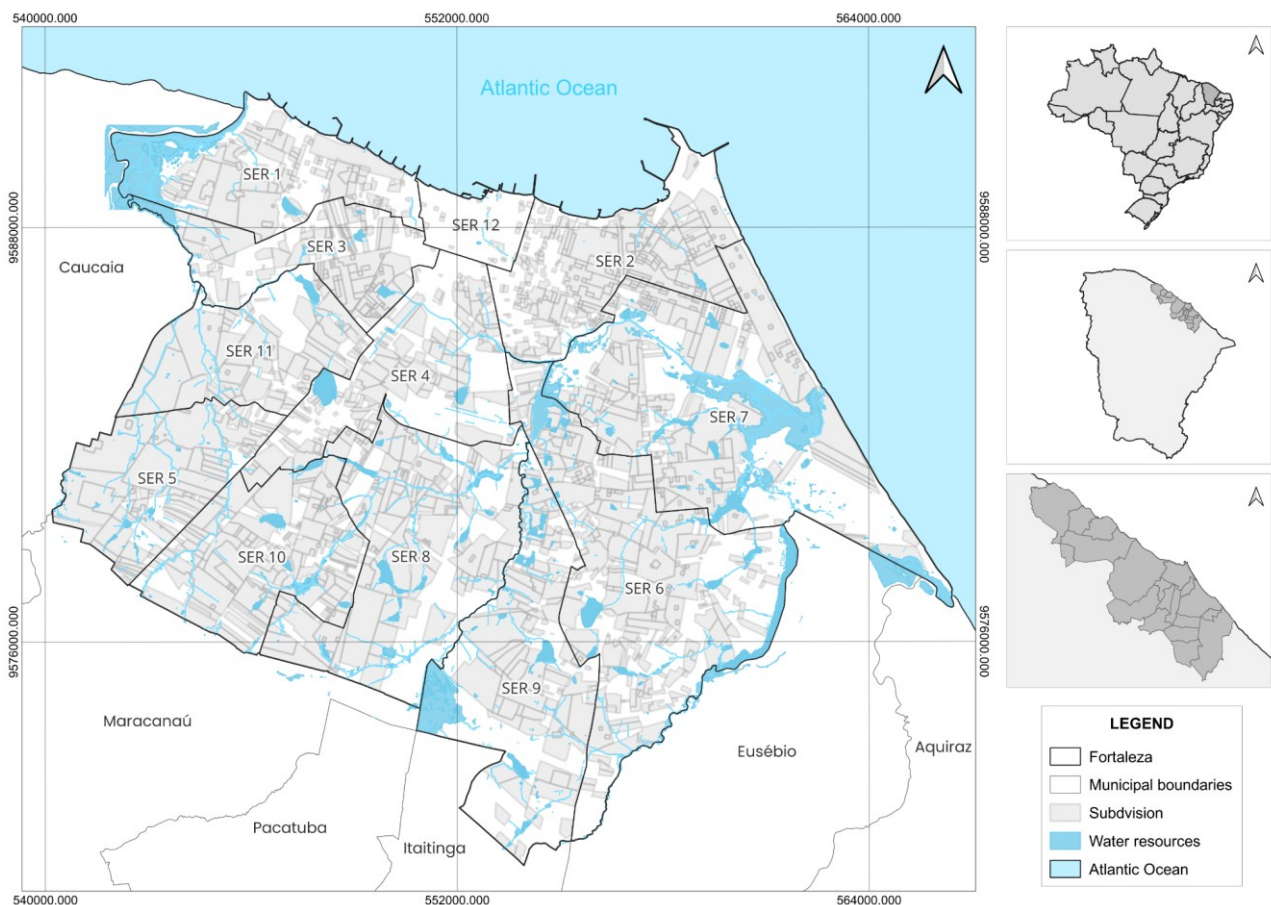 540000.000
552000.000
564000.000
Atlantic Ocean
SER 1
SER 12
SER 2
SER 3
9588000.000
9588000.000
Caucaia
SER 11
SER 4
SER 7
SER 5
SER 10
SER 8
SER 6
9576000.000
9576000.000
SER 9
Maracanaú
Eusébio
Aquiraz
Pacatuba
Itaitinga
540000.000
552000.000
564000.000
LEGEND
Fortaleza
Municipal boundaries
Subdvision
Water resources
Atlantic Ocean